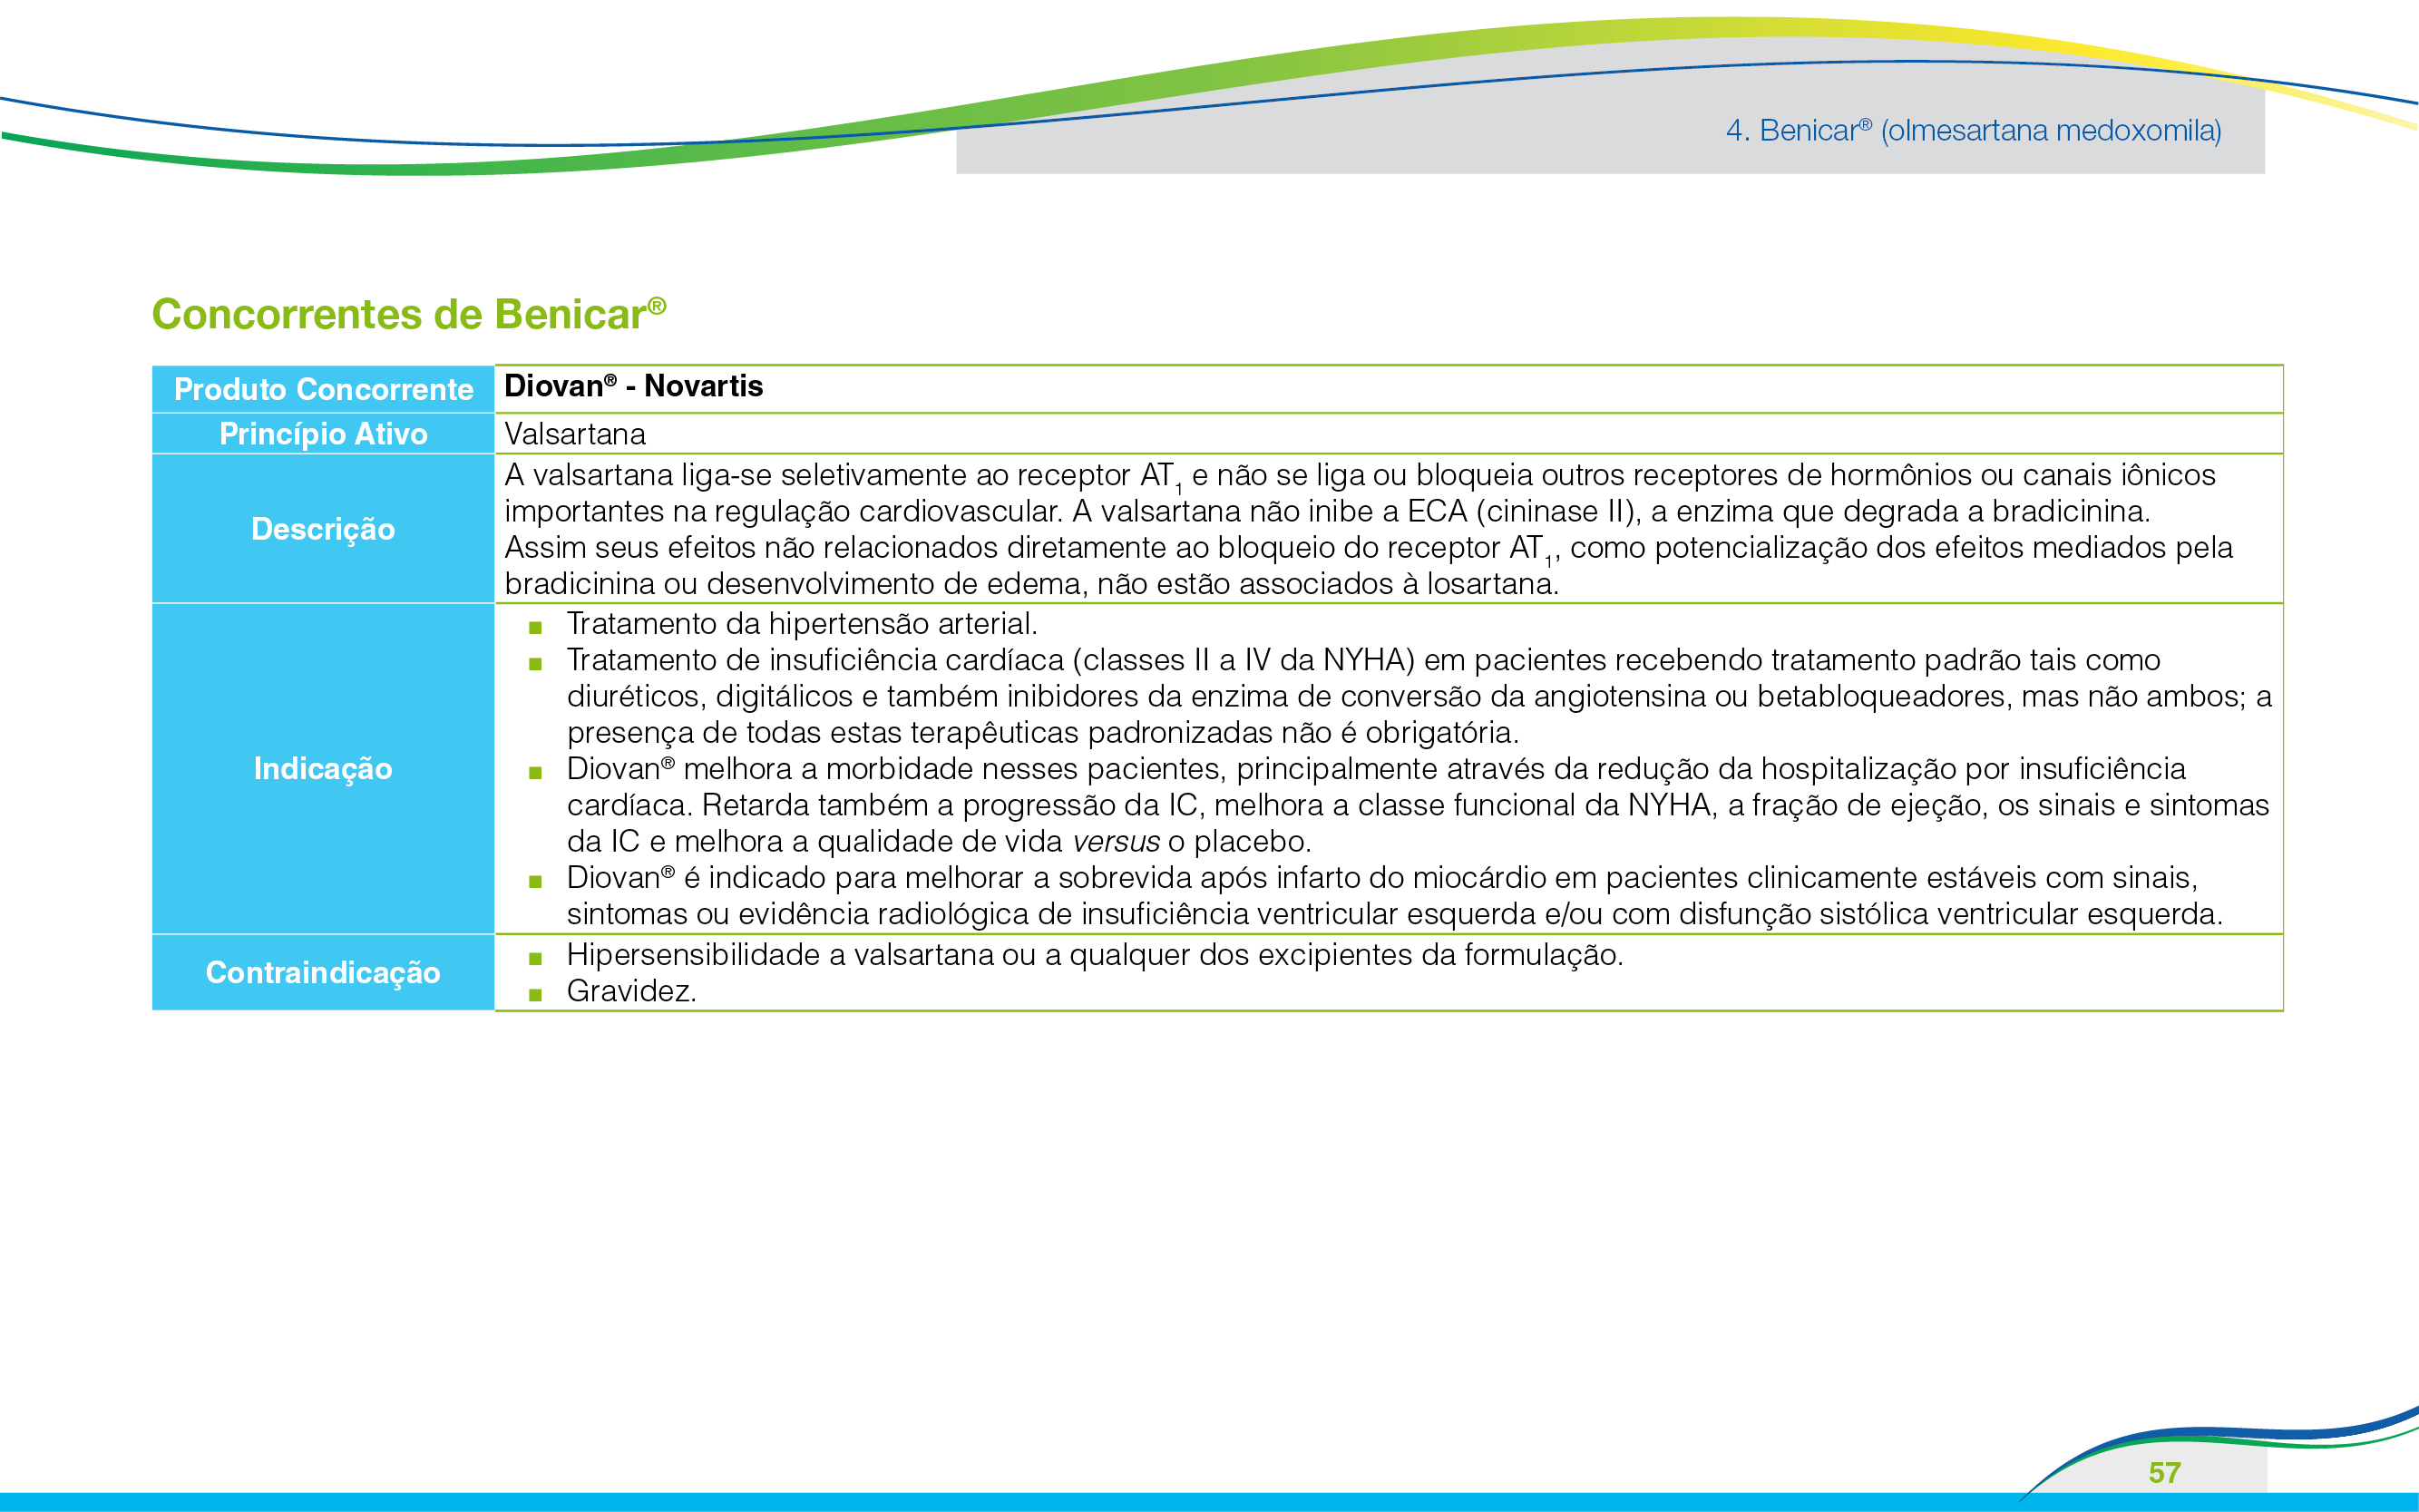 4. Benicar® (olmesartana medoxomila)
Concorrentes de Benicar®
Produto Concorrente
Diovan® - Novartis
Princípio Ativo
Valsartana
Descrição
A valsartana liga-se seletivamente ao receptor AT₁ e não se liga ou bloqueia outros receptores de hormônios ou canais iônicos
importantes na regulação cardiovascular. A valsartana não inibe a ECA (cininase II), a enzima que degrada a bradicinina.
Assim seus efeitos não relacionados diretamente ao bloqueio do receptor AT₁, como potencialização dos efeitos mediados pela
bradicinina ou desenvolvimento de edema, não estão associados à losartana.
Indicação
■ Tratamento da hipertensão arterial.
■ Tratamento de insuficiência cardíaca (classes II a IV da NYHA) em pacientes recebendo tratamento padrão tais como
diuréticos, digitálicos e também inibidores da enzima de conversão da angiotensina ou betabloqueadores, mas não ambos; a
presença de todas estas terapêuticas padronizadas não é obrigatória.
■ Diovan® melhora a morbidade nesses pacientes, principalmente através da redução da hospitalização por insuficiência
cardíaca. Retarda também a progressão da IC, melhora a classe funcional da NYHA, a fração de ejeção, os sinais e sintomas
da IC e melhora a qualidade de vida versus o placebo.
■ Diovan® é indicado para melhorar a sobrevida após infarto do miocárdio em pacientes clinicamente estáveis com sinais,
sintomas ou evidência radiológica de insuficiência ventricular esquerda e/ou com disfunção sistólica ventricular esquerda.
Contraindicação
■ Hipersensibilidade a valsartana ou a qualquer dos excipientes da formulação.
■ Gravidez.
57